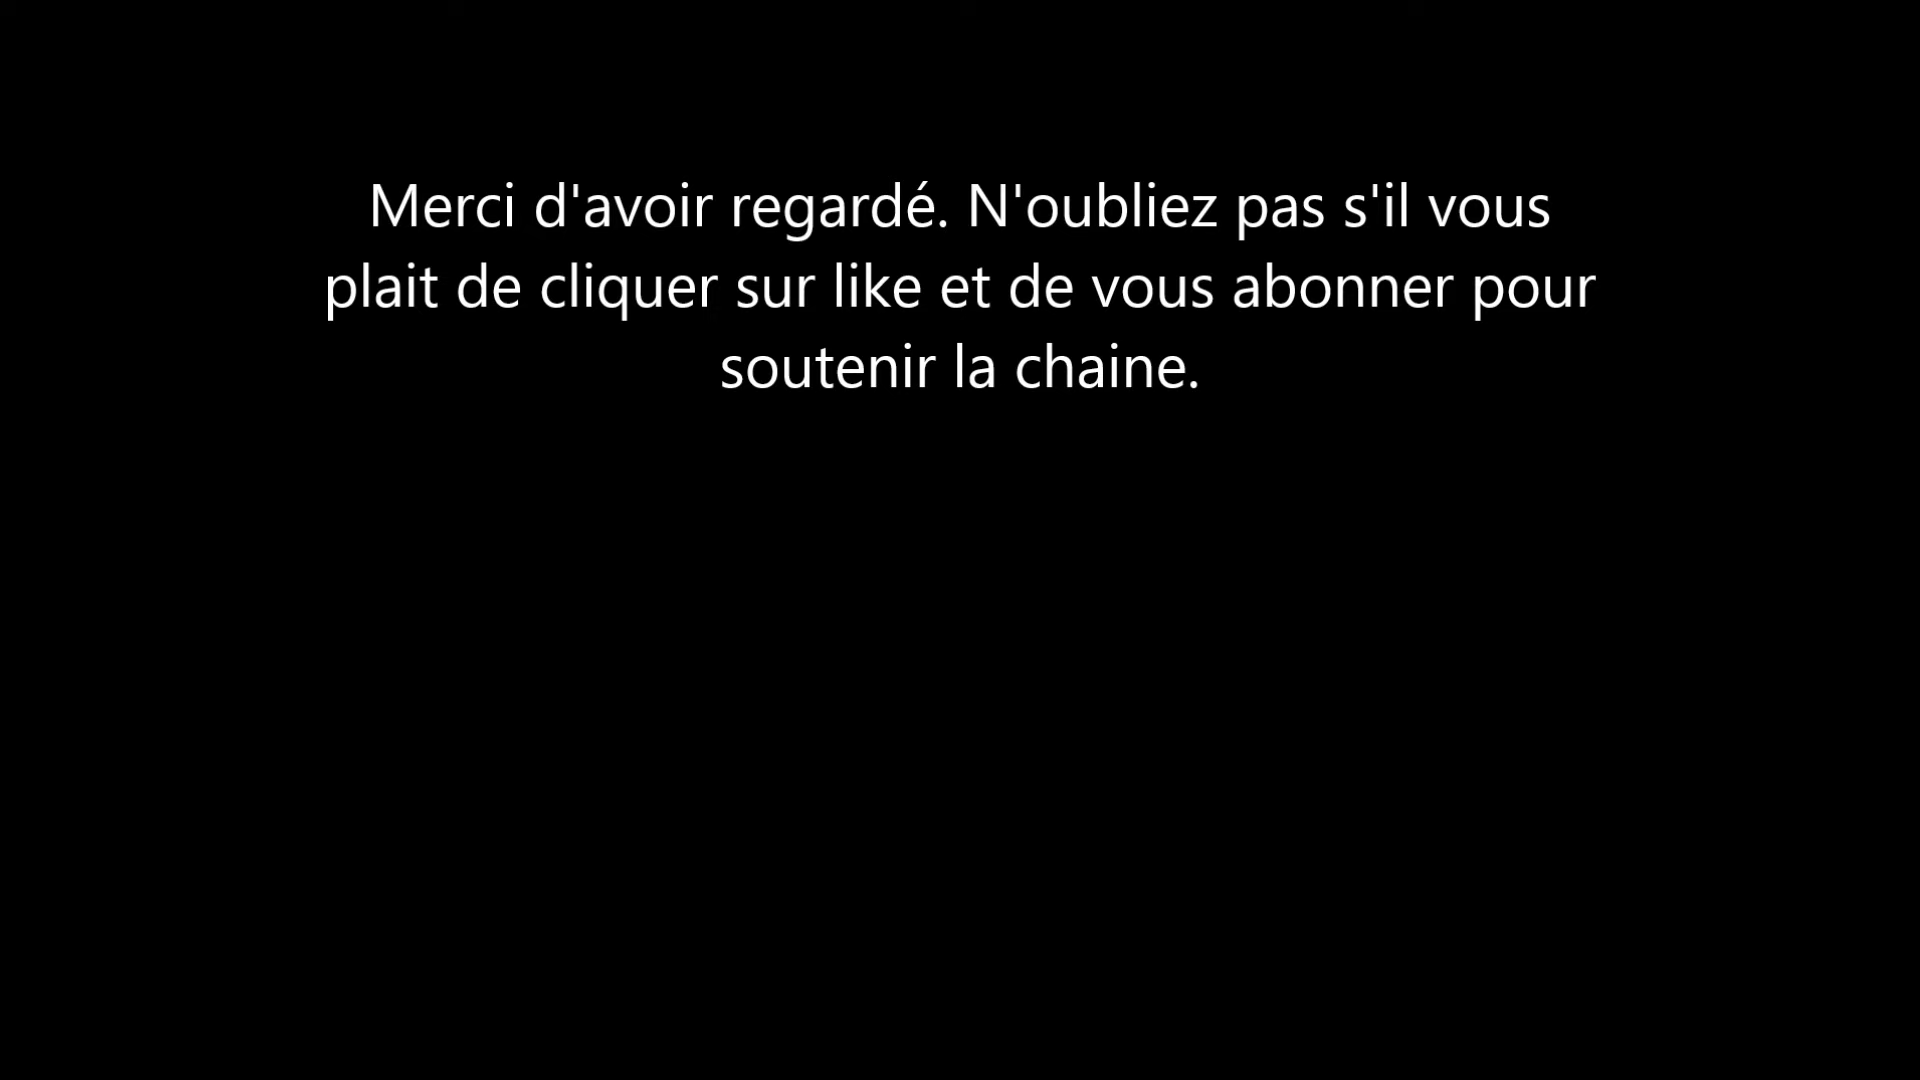 Merci d'avoir regardé. N'oubliez pas s'il vous
plait de cliquer sur like et de vous abonner pour
soutenir la chaine.